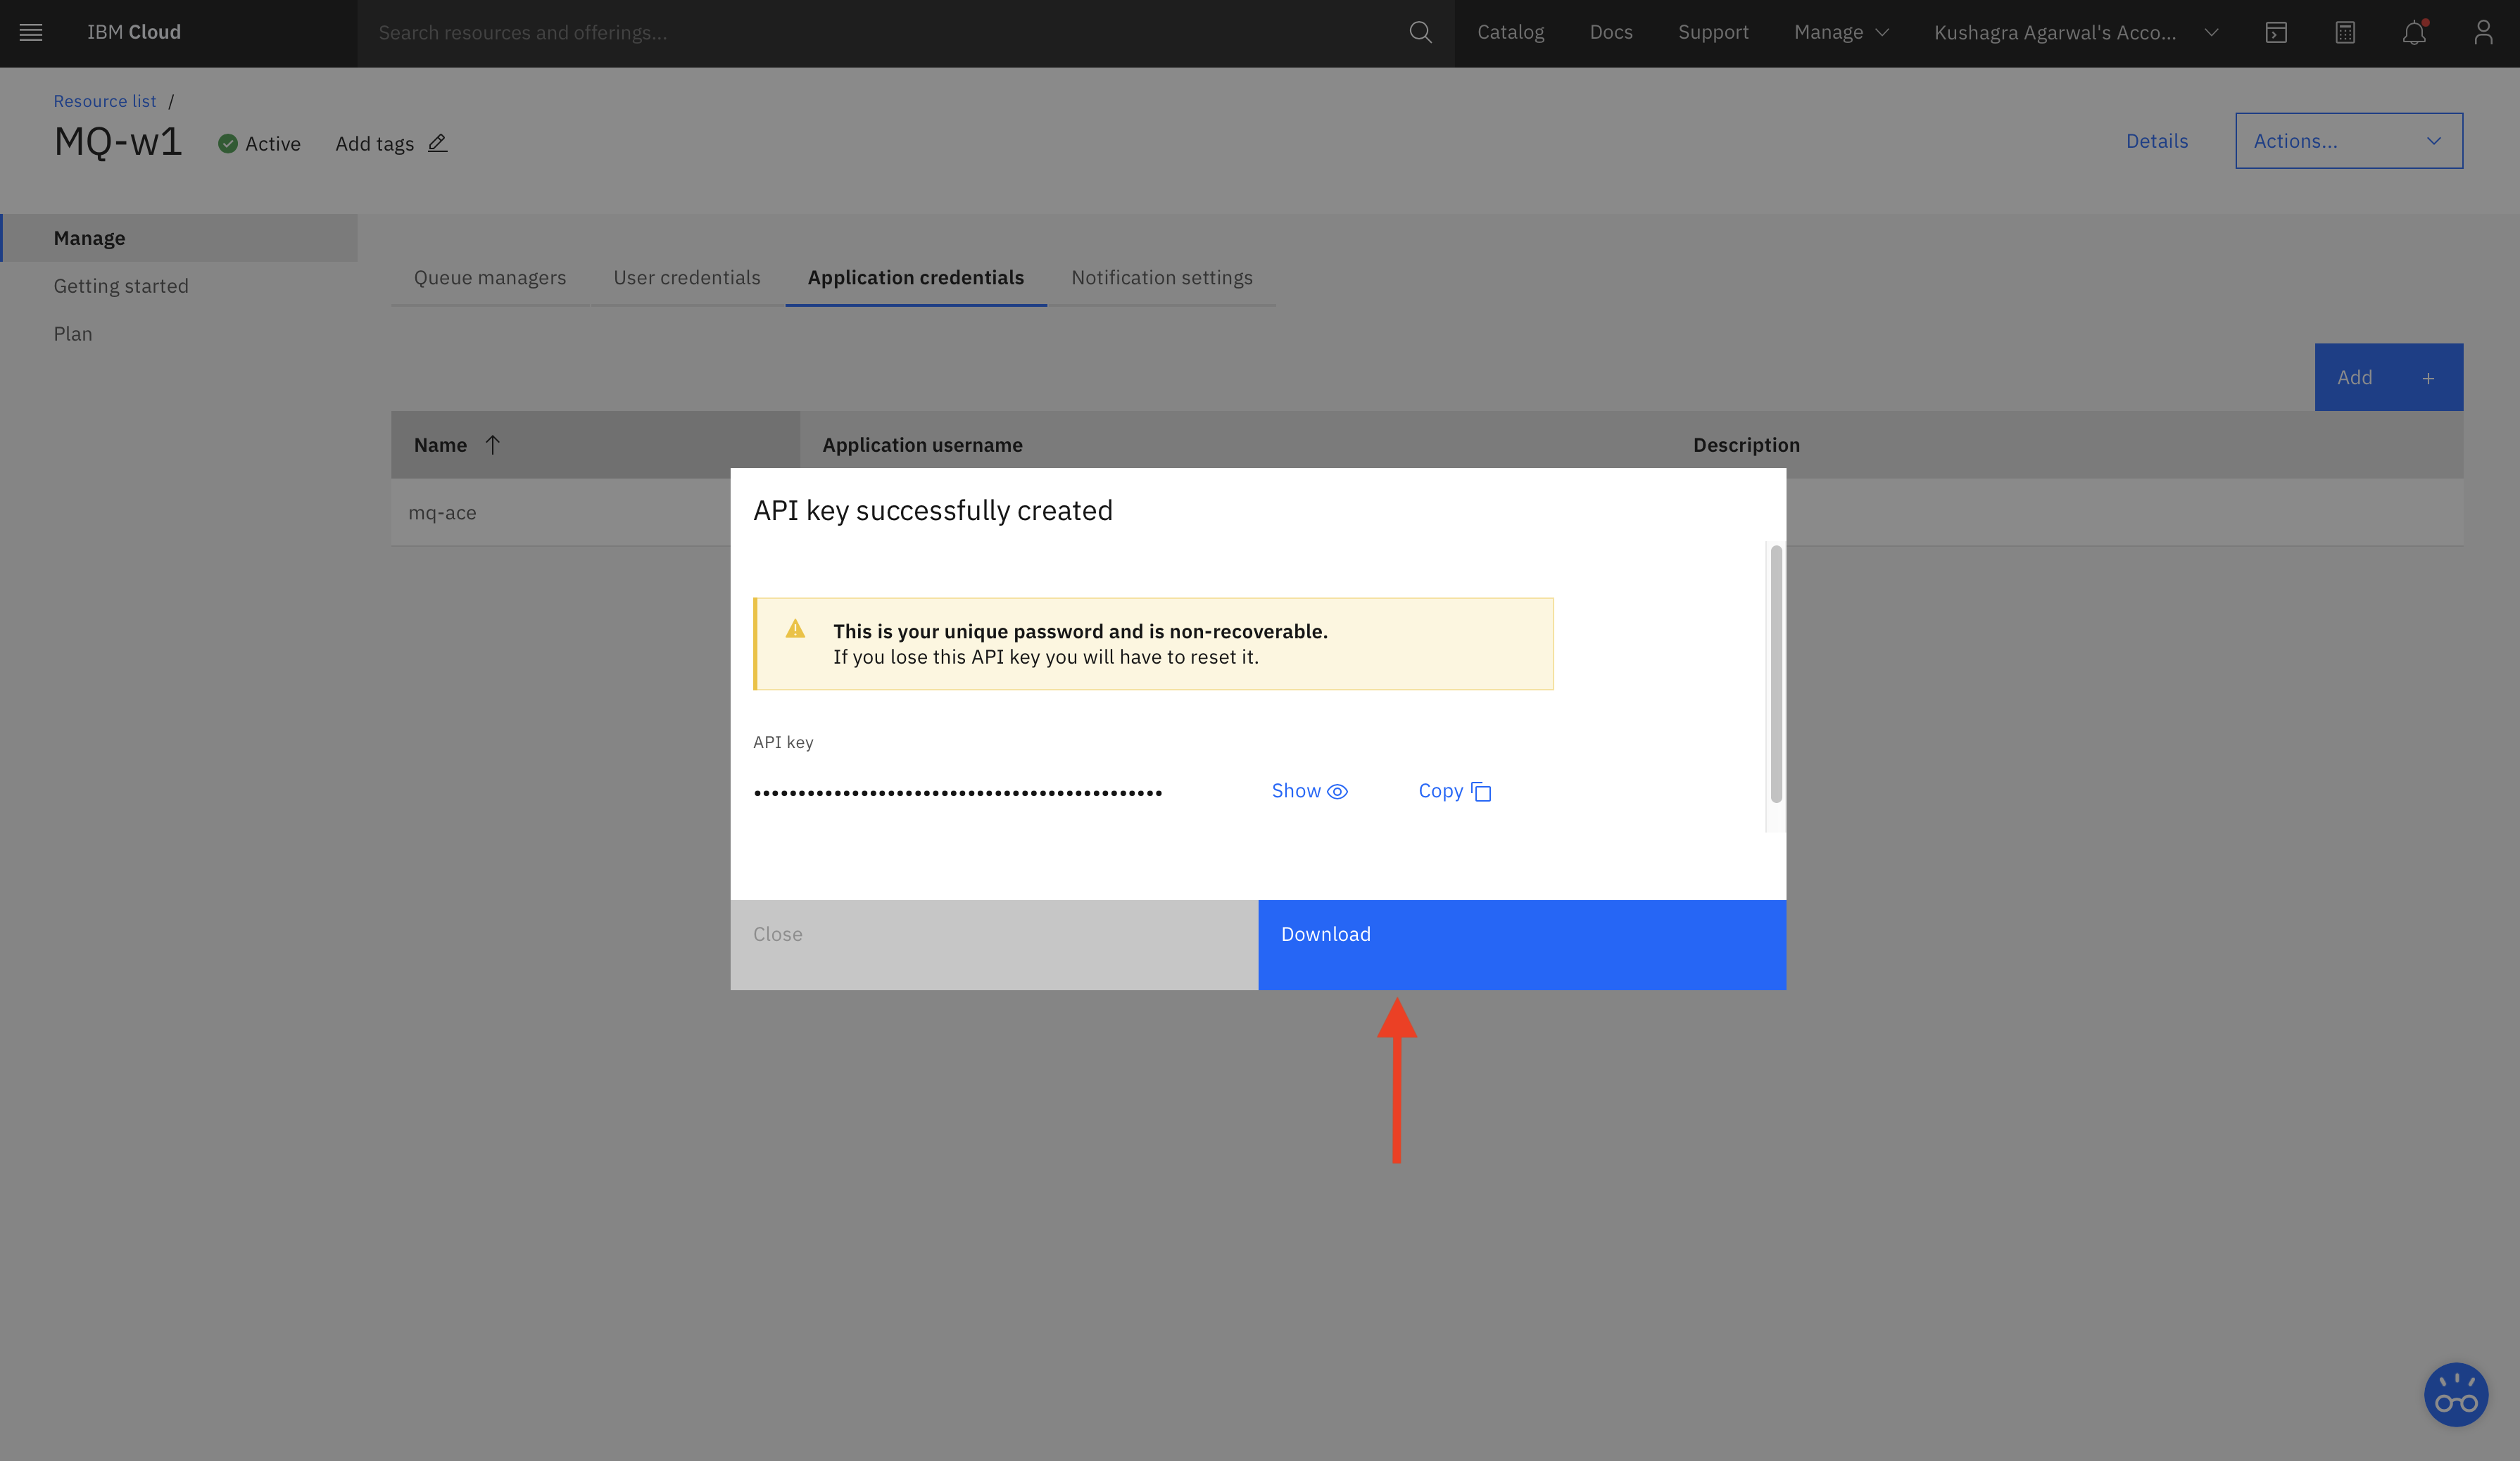 IBM Cloud
Search resources and offerings...
Catalog
Docs
Support
Manage
Kushagra Agarwal's Acco...
Resource list /
MQ-w1
Active
Add tags
Details
Actions...
Manage
Getting started
Plan
Queue managers
User credentials
Application credentials
Notification settings
Add +
Name
Application username
Description
mq-ace
API key successfully created
This is your unique password and is non-recoverable.
If you lose this API key you will have to reset it.
API key
Show
Copy
Close
Download